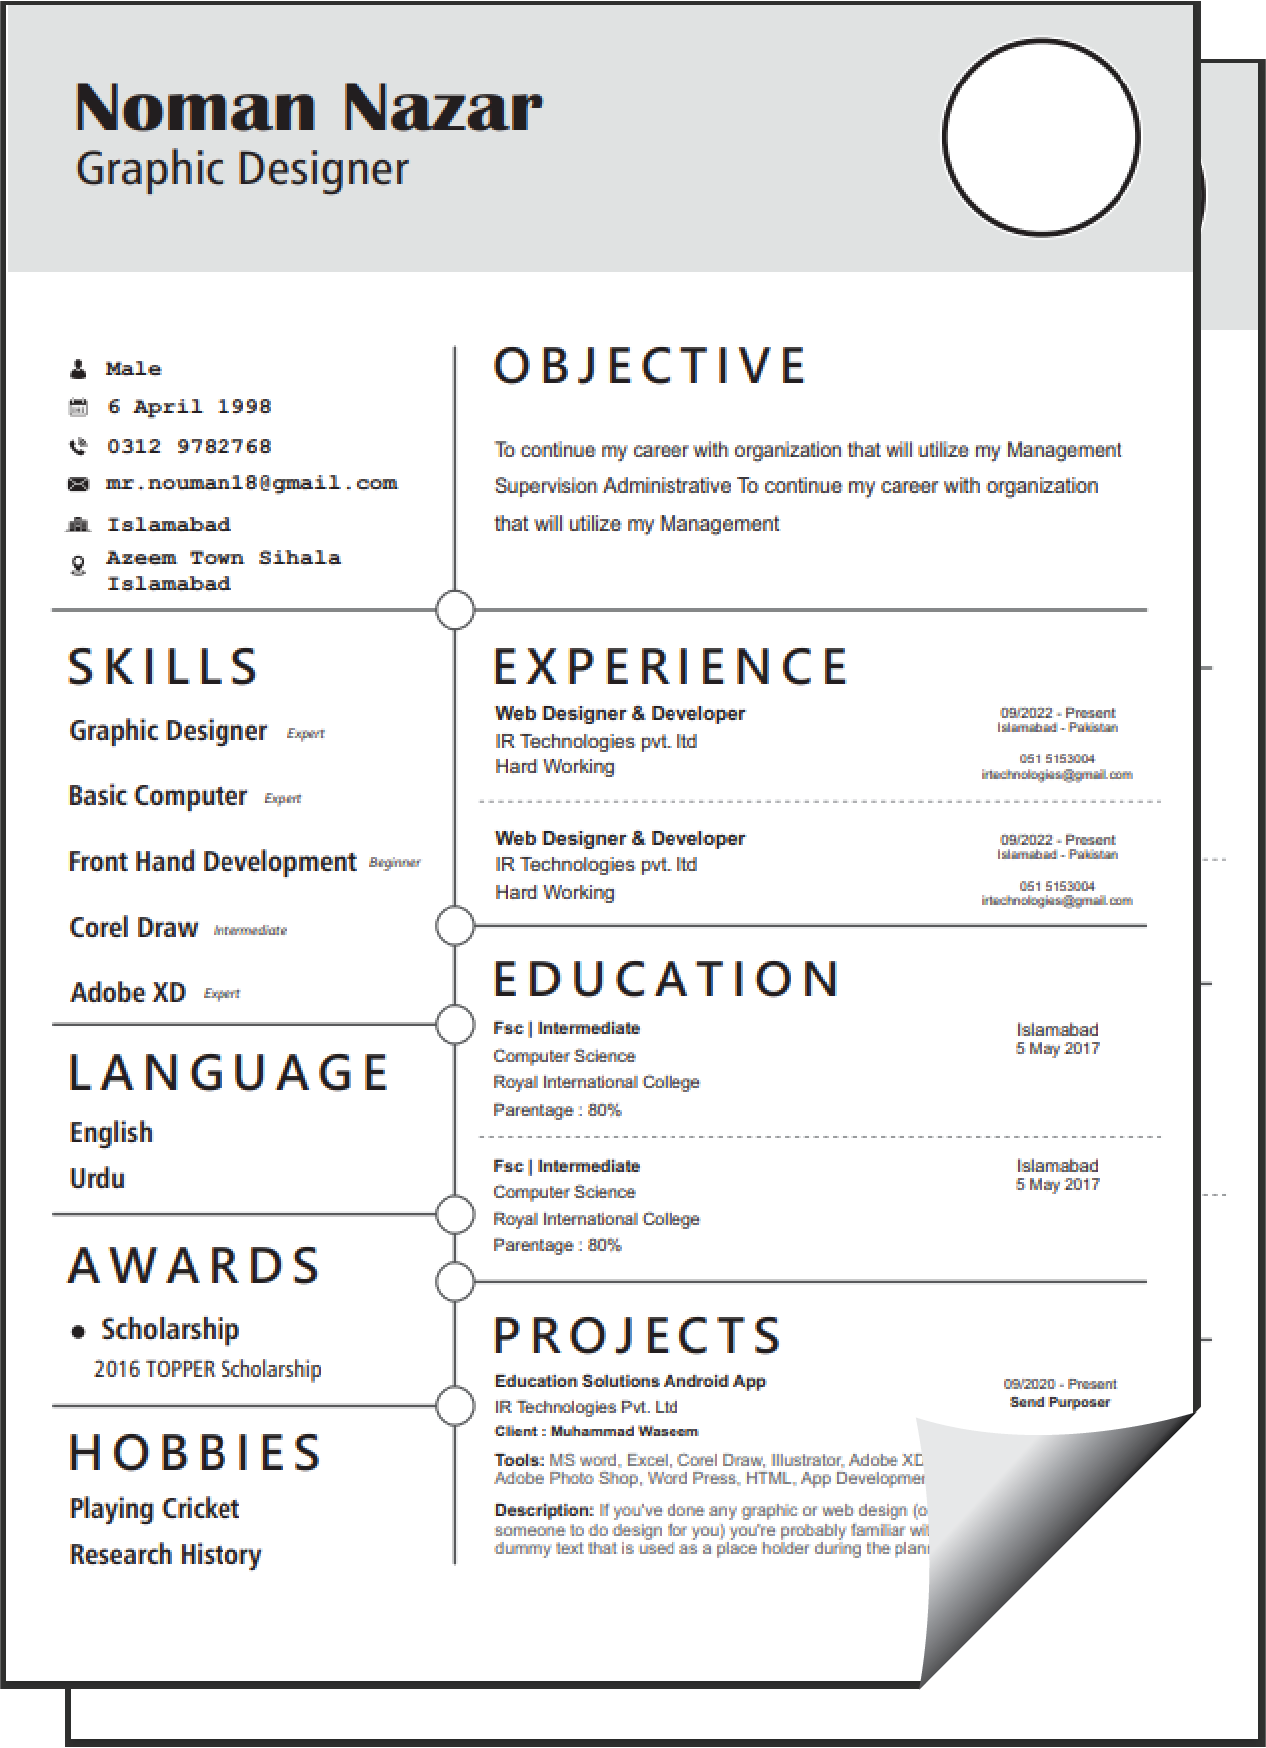 Noman Nazar
Graphic Designer
Male
6 April 1998
0312 9782768
mr.nouman18@gmail.com
Islamabad
Azeem Town Sihala
Islamabad
SKILLS
Graphic Designer Expert
Basic Computer Expert
Front Hand Development Beginner
Corel Draw Intermediate
Adobe XD Expert
LANGUAGE
English
Urdu
AWARDS
• Scholarship
2016 TOPPER Scholarship
HOBBIES
Playing Cricket
Research History
OBJECTIVE
To continue my career with organization that will utilize my Management
Supervision Administrative To continue my career with organization
that will utilize my Management
EXPERIENCE
Web Designer & Developer
IR Technologies pvt. ltd
Hard Working
09/2022 - Present
Islamabad - Pakistan
051 5153004
irtechnologies@gmail.com
Web Designer & Developer
IR Technologies pvt. ltd
Hard Working
09/2022 - Present
Islamabad - Pakistan
051 5153004
irtechnologies@gmail.com
EDUCATION
Fsc | Intermediate
Computer Science
Royal International College
Parentage : 80%
Islamabad
5 May 2017
Fsc | Intermediate
Computer Science
Royal International College
Parentage : 80%
Islamabad
5 May 2017
PROJECTS
Education Solutions Android App
IR Technologies Pvt. Ltd
Client : Muhammad Waseem
09/2020 - Present
Send Purposer
Tools: MS word, Excel, Corel Draw, Illustrator, Adobe XD
Adobe Photo Shop, Word Press, HTML, App
Description: If you've done any graphic or web design
someone to do design for you) you're probably familiar
dummy text that is used as a place holder during the